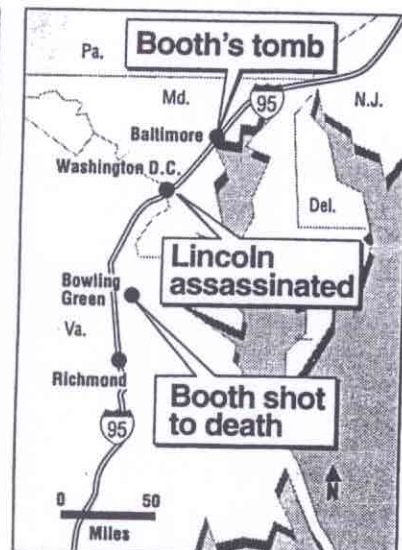 Booth's tomb
Pa.
Md.
95
N.J.
Baltimore
Washington D.C.
Del.
Lincoln
assassinated
Bowling
Green
Va.
Richmond
Booth shot
to death
95
0 50
Miles
N